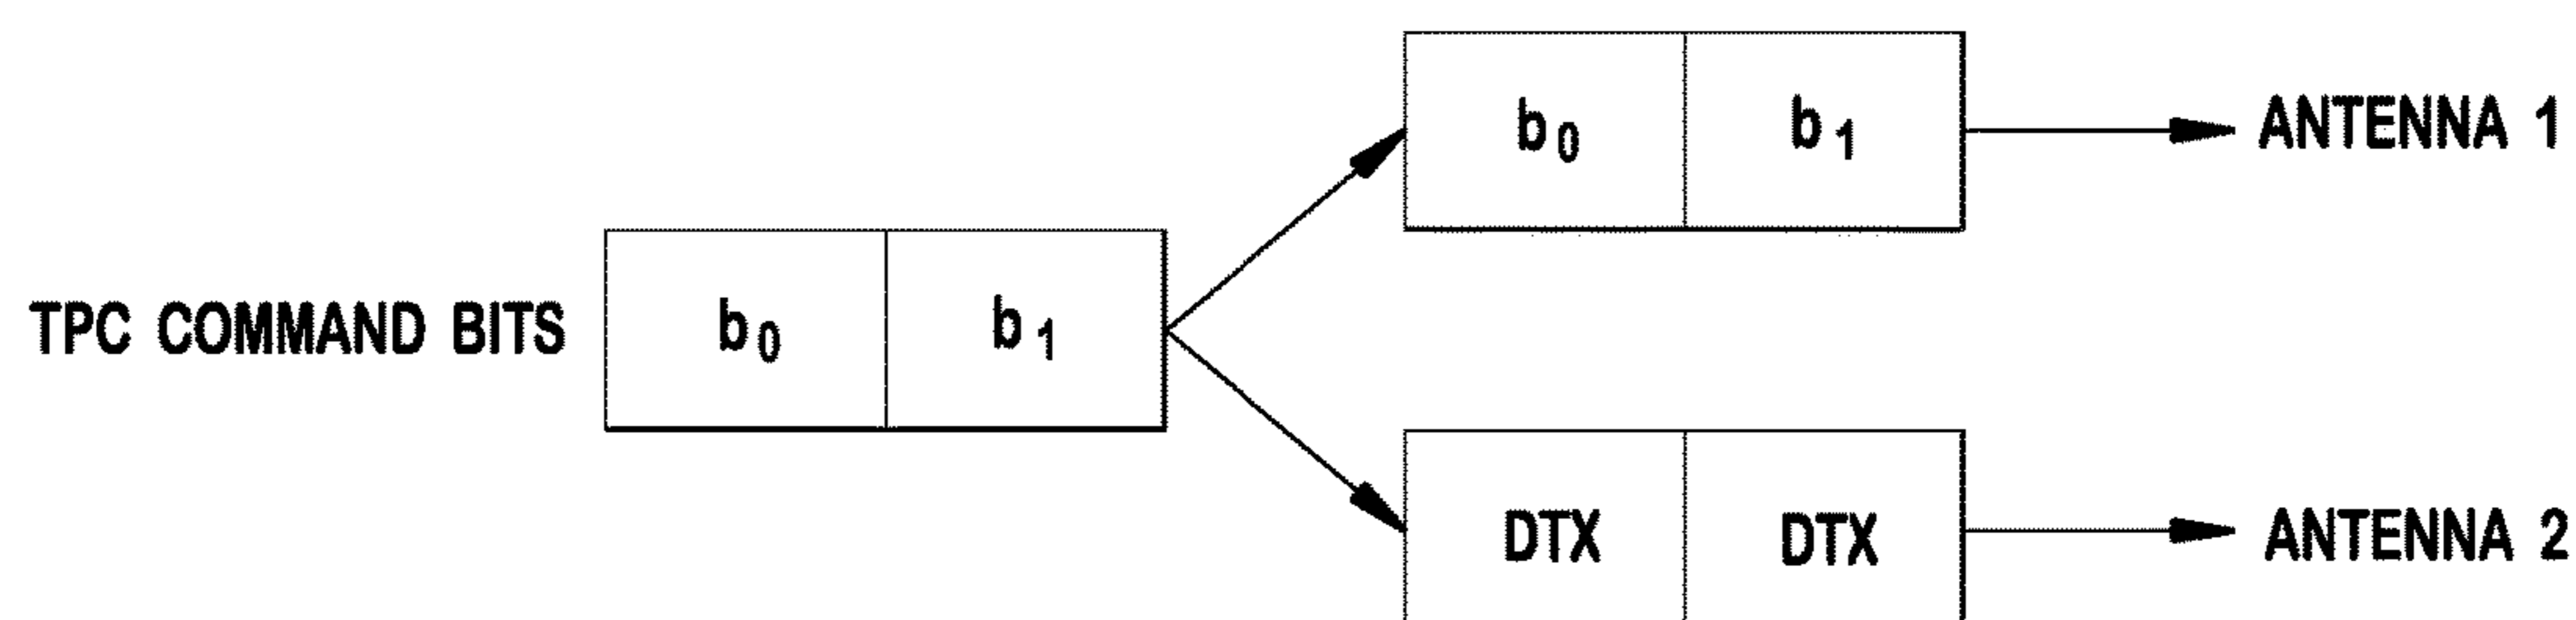 b0 b1 ANTENNA 1
TPC COMMAND BITS b0 b1
DTX DTX ANTENNA 2